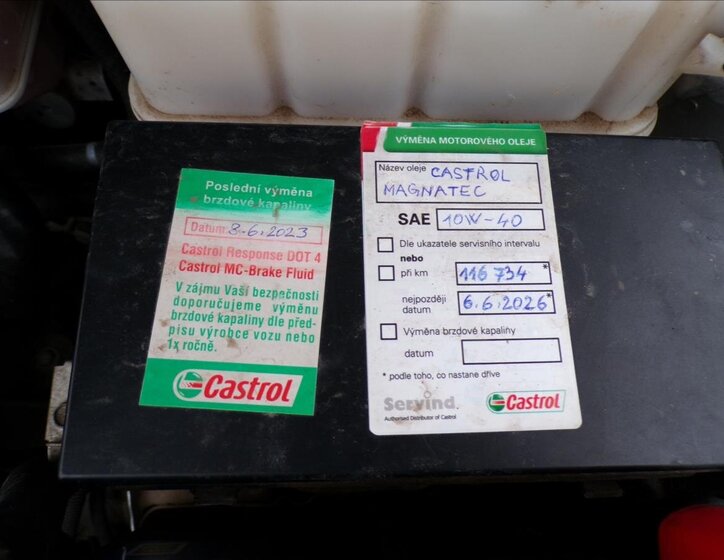 Poslední výměna
brzdové kapaliny
Datum: 8.6.2023
Castrol Response DOT 4
Castrol MC-Brake Fluid
V zájmu Vaší bezpečnosti
doporučujeme výměnu
brzdové kapaliny dle před-
pisu výrobce vozu nebo
1x ročně.
Castrol
VÝMĚNA MOTOROVÉHO OLEJE
Název oleje CASTROL
MAGNATEC
SAE 10W-40
Dle ukazatele servisního intervalu
nebo
při km 116 734*
nejpozději
datum 6.6.2026*
Výměna brzdové kapaliny
datum
* podle toho, co nastane dříve
Servind.
Authorised Distributor of Castrol
Castrol